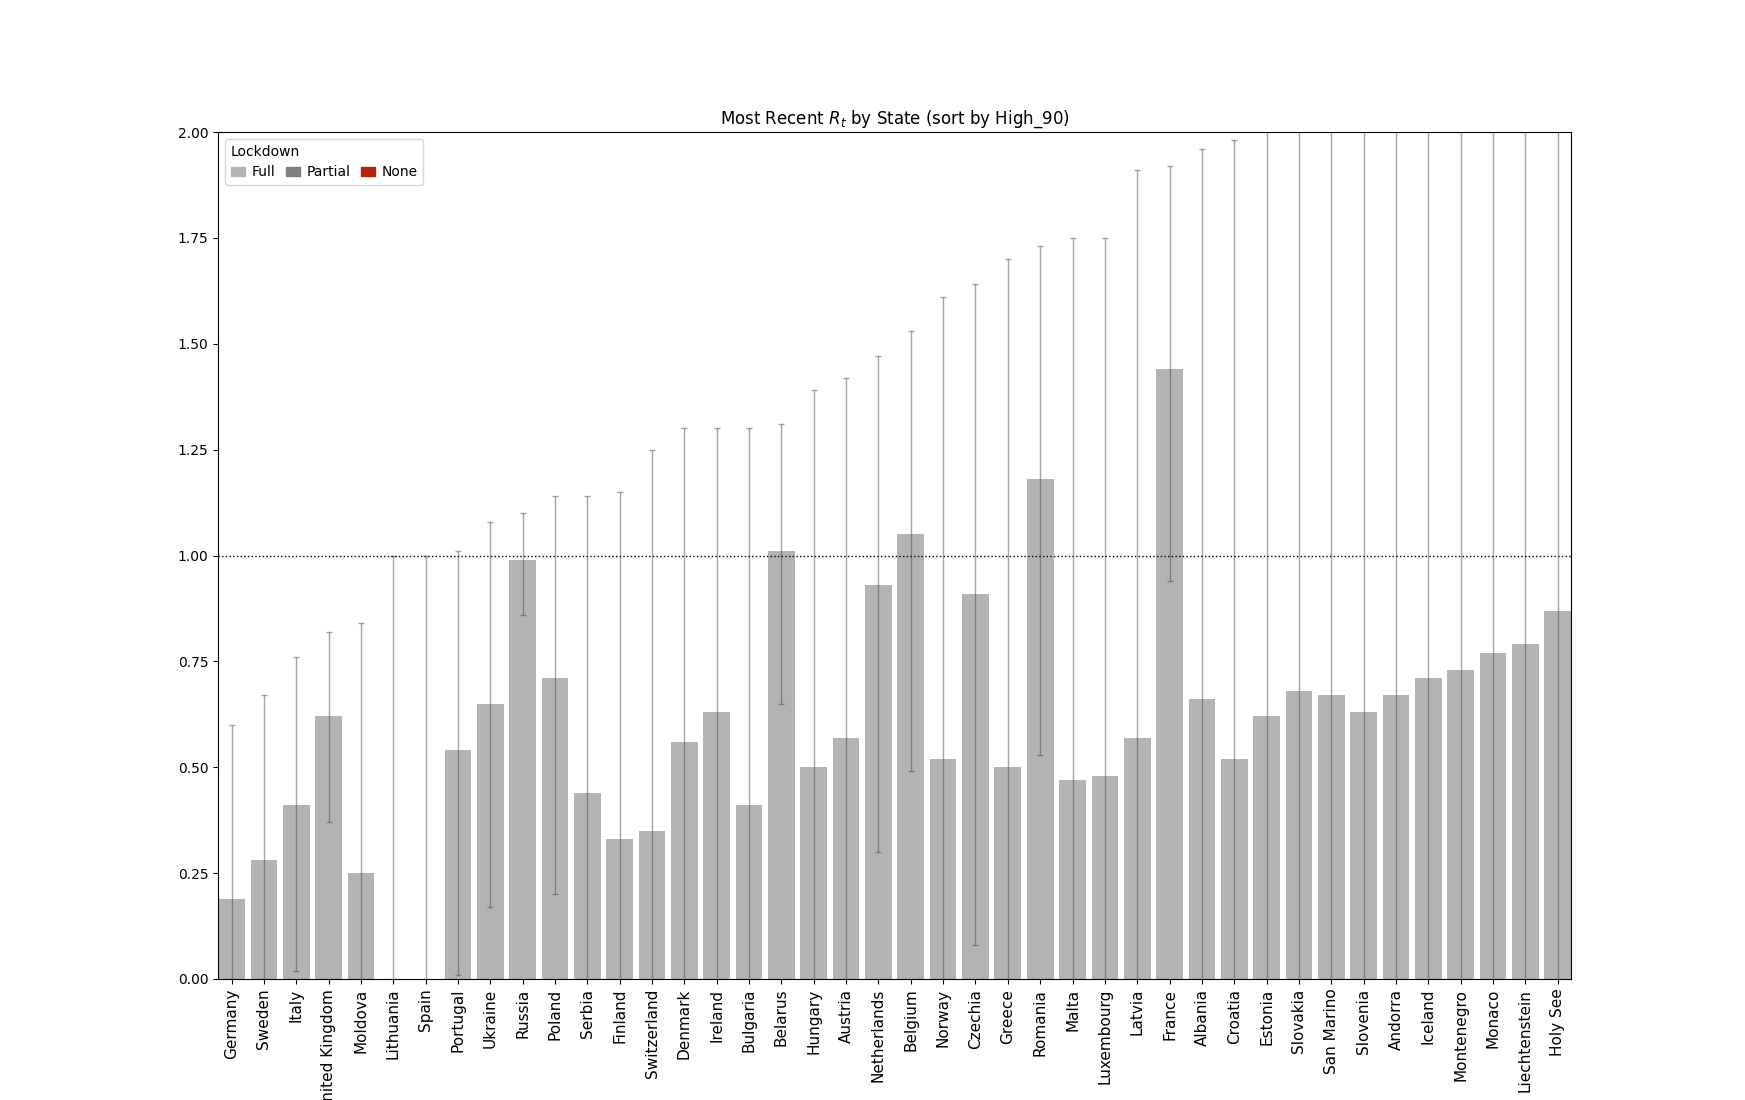 Most Recent R_t by State (sort by High_90)
Lockdown
Full Partial None
2.00
1.75
1.50
1.25
1.00
0.75
0.50
0.25
0.00
Germany
Sweden
Italy
nited Kingdom
Moldova
Lithuania
Spain
Portugal
Ukraine
Russia
Poland
Serbia
Finland
Switzerland
Denmark
Ireland
Bulgaria
Belarus
Hungary
Austria
Netherlands
Belgium
Norway
Czechia
Greece
Romania
Malta
Luxembourg
Latvia
France
Albania
Croatia
Estonia
Slovakia
San Marino
Slovenia
Andorra
Iceland
Montenegro
Monaco
Liechtenstein
Holy See